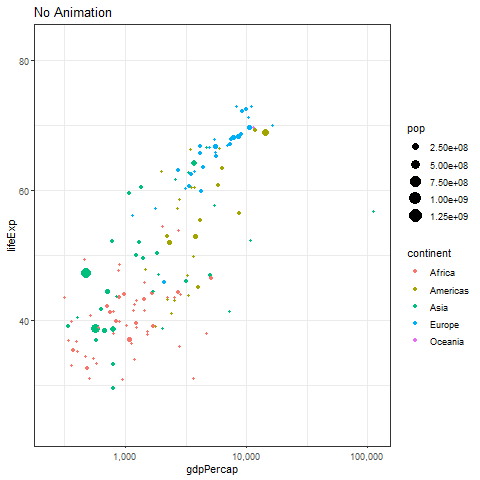 No Animation
80
60
40
lifeExp
1,000
10,000
100,000
gdpPercap
pop
2.50e+08
5.00e+08
7.50e+08
1.00e+09
1.25e+09
continent
Africa
Americas
Asia
Europe
Oceania